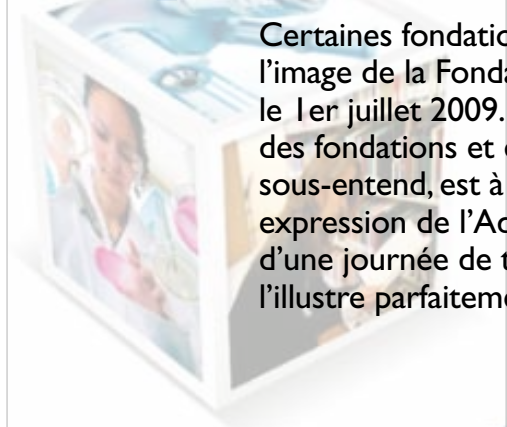 Certaines fondatio
l'image de la Fonda
le 1er juillet 2009.
des fondations et
sous-entend, est à
expression de l'Ac
d'une journée de t
l'illustre parfaiteme